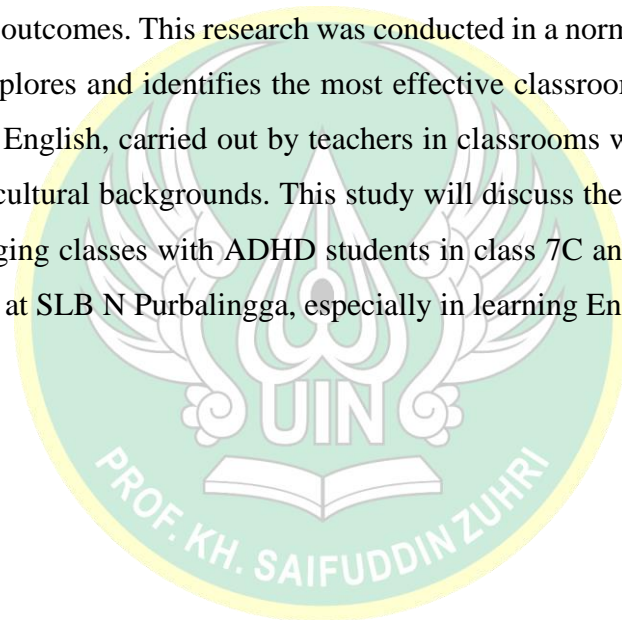 outcomes. This research was conducted in a norm
plores and identifies the most effective classroor
English, carried out by teachers in classrooms w
cultural backgrounds. This study will discuss the
ging classes with ADHD students in class 7C an
at SLB N Purbalingga, especially in learning En
UIN
PROF. KH. SAIFUDDIN ZUHRI